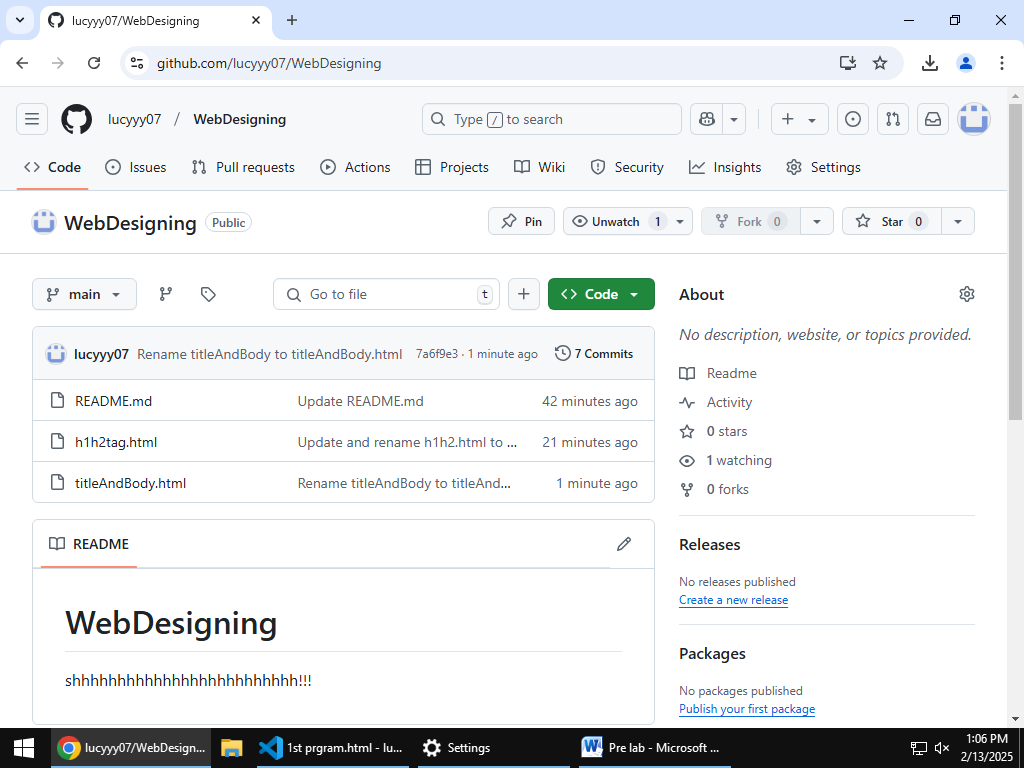 lucyyy07/WebDesigning
github.com/lucyyy07/WebDesigning
lucyyy07 / WebDesigning
Type / to search
Code Issues Pull requests Actions Projects Wiki Security Insights Settings
WebDesigning Public
Pin Unwatch 1 Fork 0 Star 0
main
Go to file t
Code
About
No description, website, or topics provided.
Readme
Activity
0 stars
1 watching
0 forks
lucyyy07 Rename titleAndBody to titleAndBody.html 7a6f9e3 · 1 minute ago 7 Commits
README.md Update README.md 42 minutes ago
h1h2tag.html Update and rename h1h2.html to ... 21 minutes ago
titleAndBody.html Rename titleAndBody to titleAnd... 1 minute ago
README
WebDesigning
shhhhhhhhhhhhhhhhhhhhhhhhh!!!
Releases
No releases published
Create a new release
Packages
No packages published
Publish your first package
lucyyy07/WebDesign... 1st prgram.html - lu... Settings Pre lab - Microsoft ...
1:06 PM
2/13/2025